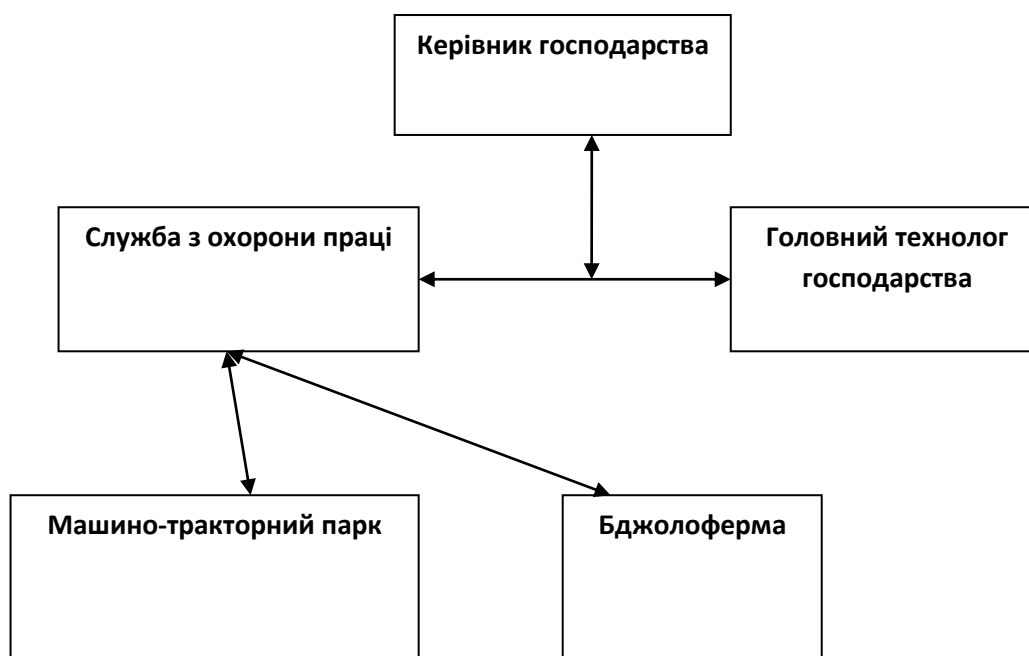 Керівник господарства
Служба з охорони праці
Головний технолог
господарства
Машино-тракторний парк
Бджолоферма